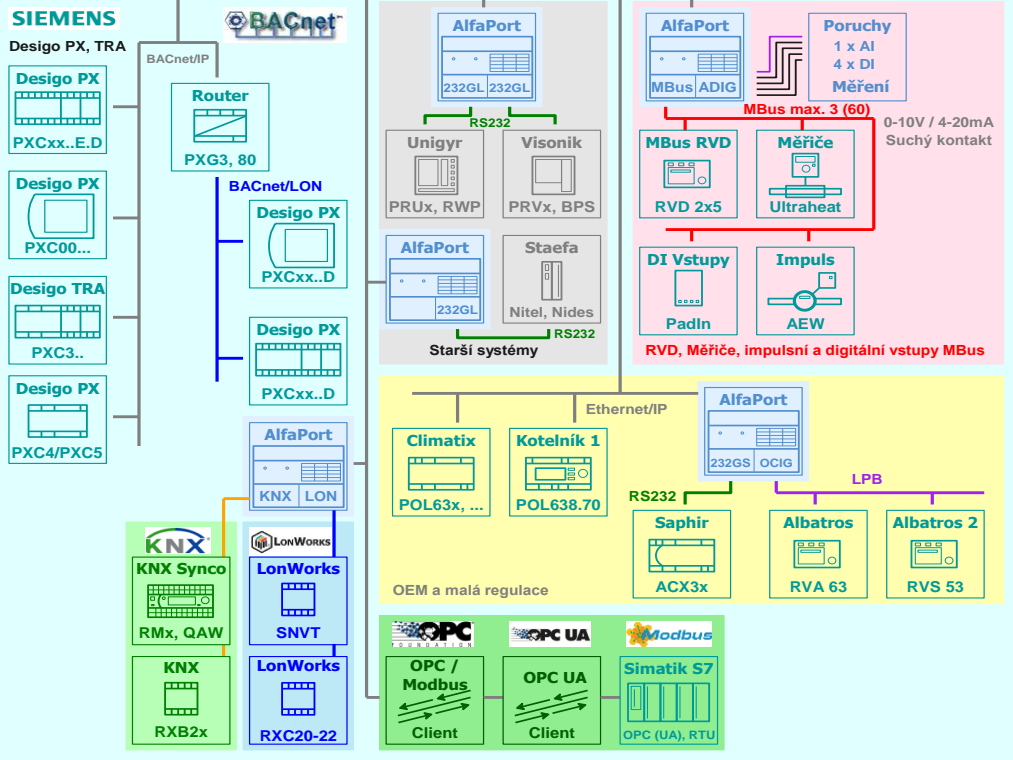 SIEMENS
BACnet™
Desigo PX, TRA
BACnet/IP
Desigo PX
PXCxx..E.D
Router
PXG3, 80
Desigo PX
PXC00...
BACnet/LON
Desigo PX
PXCxx..D
Desigo TRA
PXC3..
Desigo PX
PXCxx..D
Desigo PX
PXC4/PXC5
AlfaPort
232GL
232GL
RS232
Unigyr
PRUx, RWP
Visonik
PRVx, BPS
AlfaPort
232GL
Staefa
Nitel, Nides
RS232
Starší systémy
AlfaPort
MBus
ADIG
Poruchy
1 x AI
4 x DI
Měření
MBus max. 3 (60)
0-10V / 4-20mA
Suchý kontakt
MBus RVD
RVD 2x5
Měřiče
Ultraheat
DI Vstupy
PadIn
Impuls
AEW
RVD, Měřiče, impulsní a digitální vstupy MBus
AlfaPort
KNX
LON
KNX
KNX Synco
RMx, QAW
KNX
RXB2x
LONWORKS
LonWorks
SNVT
LonWorks
RXC20-22
Ethernet/IP
Climatix
POL63x, ...
Kotelník 1
POL638.70
AlfaPort
232GS
OCIG
RS232
LPB
Saphir
ACX3x
Albatros
RVA 63
Albatros 2
RVS 53
OEM a malá regulace
OPC
FOUNDATION
OPC UA
Modbus
OPC /
Modbus
Client
OPC UA
Client
Simatik S7
OPC (UA), RTU